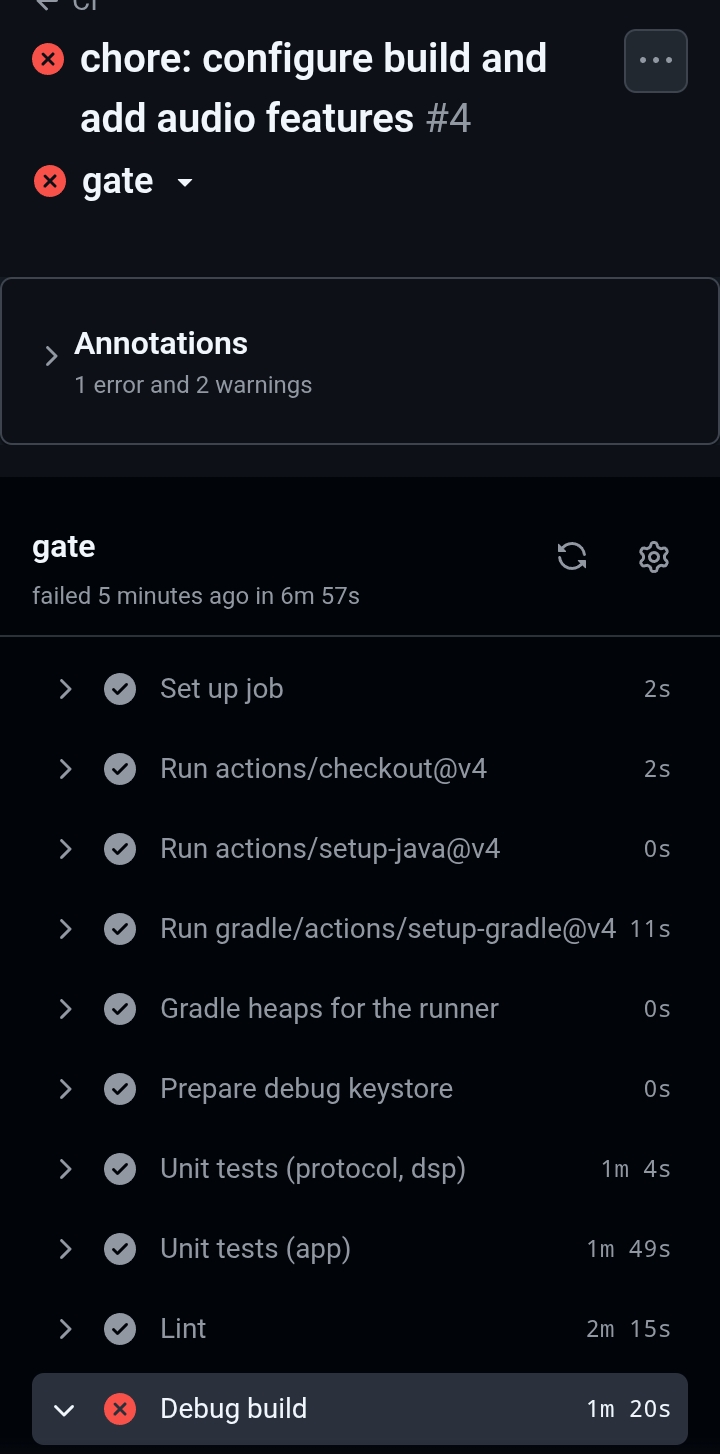 CI
chore: configure build and
add audio features #4
gate
Annotations
1 error and 2 warnings
gate
failed 5 minutes ago in 6m 57s
Set up job 2s
Run actions/checkout@v4 2s
Run actions/setup-java@v4 0s
Run gradle/actions/setup-gradle@v4 11s
Gradle heaps for the runner 0s
Prepare debug keystore 0s
Unit tests (protocol, dsp) 1m 4s
Unit tests (app) 1m 49s
Lint 2m 15s
Debug build 1m 20s